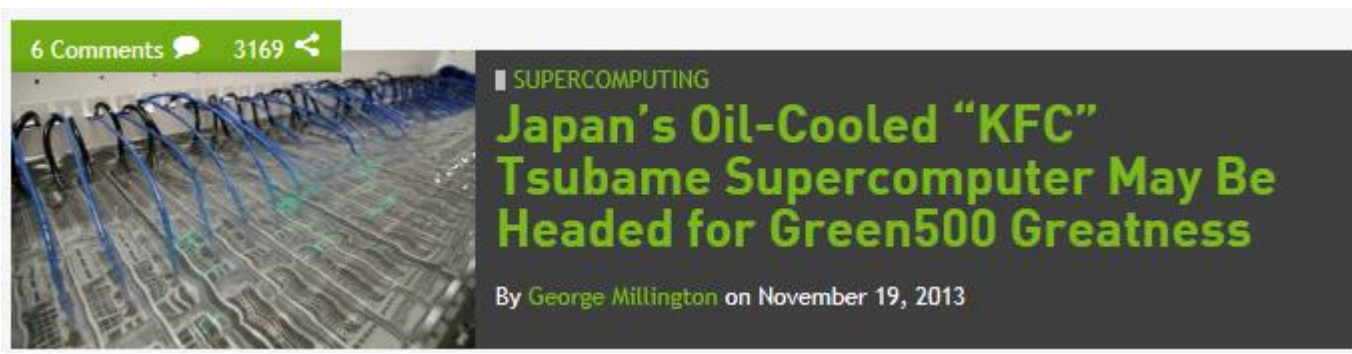 6 Comments 3169
SUPERCOMPUTING
Japan’s Oil-Cooled “KFC”
Tsubame Supercomputer May Be
Headed for Green500 Greatness
By George Millington on November 19, 2013